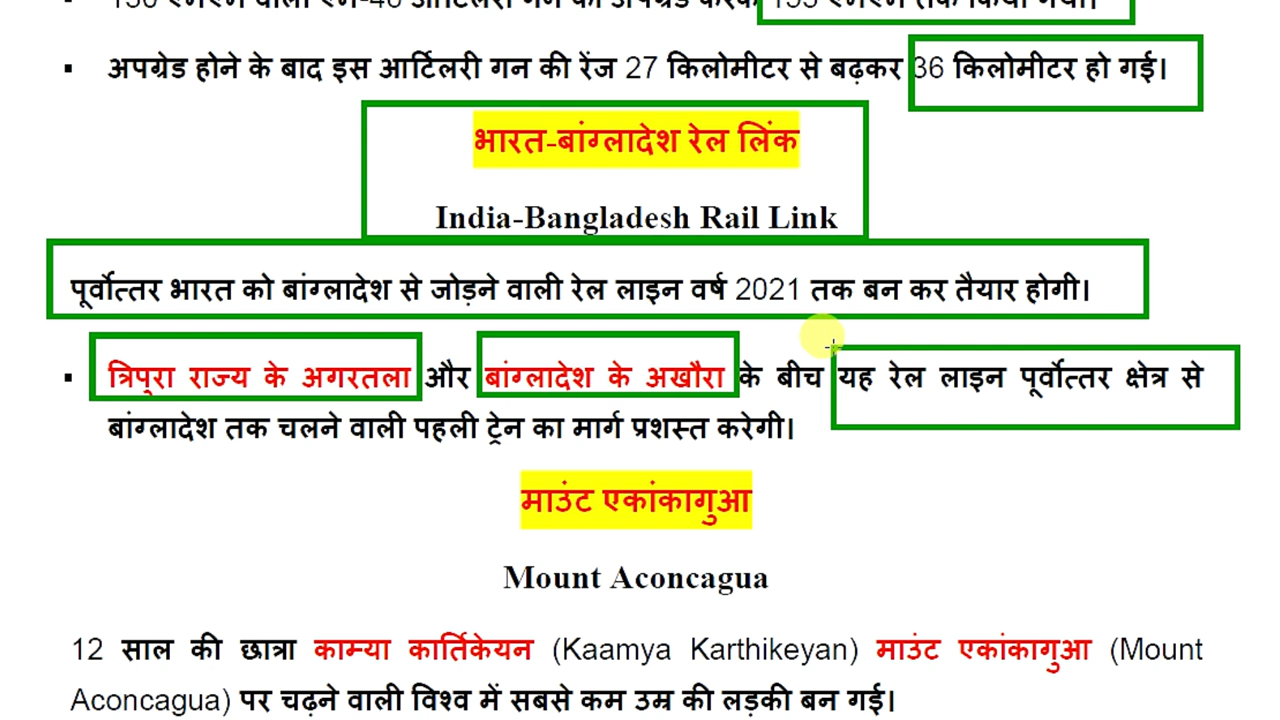 अपग्रेड होने के बाद इस आर्टिलरी गन की रेंज 27 किलोमीटर से बढ़कर 36 किलोमीटर हो गई।
भारत-बांग्लादेश रेल लिंक
India-Bangladesh Rail Link
पूर्वोत्तर भारत को बांग्लादेश से जोड़ने वाली रेल लाइन वर्ष 2021 तक बन कर तैयार होगी।
त्रिपुरा राज्य के अगरतला और बांग्लादेश के अखौरा के बीच यह रेल लाइन पूर्वोत्तर क्षेत्र से
बांग्लादेश तक चलने वाली पहली ट्रेन का मार्ग प्रशस्त करेगी।
माउंट एकांकागुआ
Mount Aconcagua
12 साल की छात्रा काम्या कार्तिकेयन (Kaamya Karthikeyan) माउंट एकांकागुआ (Mount
Aconcagua) पर चढ़ने वाली विश्व में सबसे कम उम्र की लड़की बन गई।